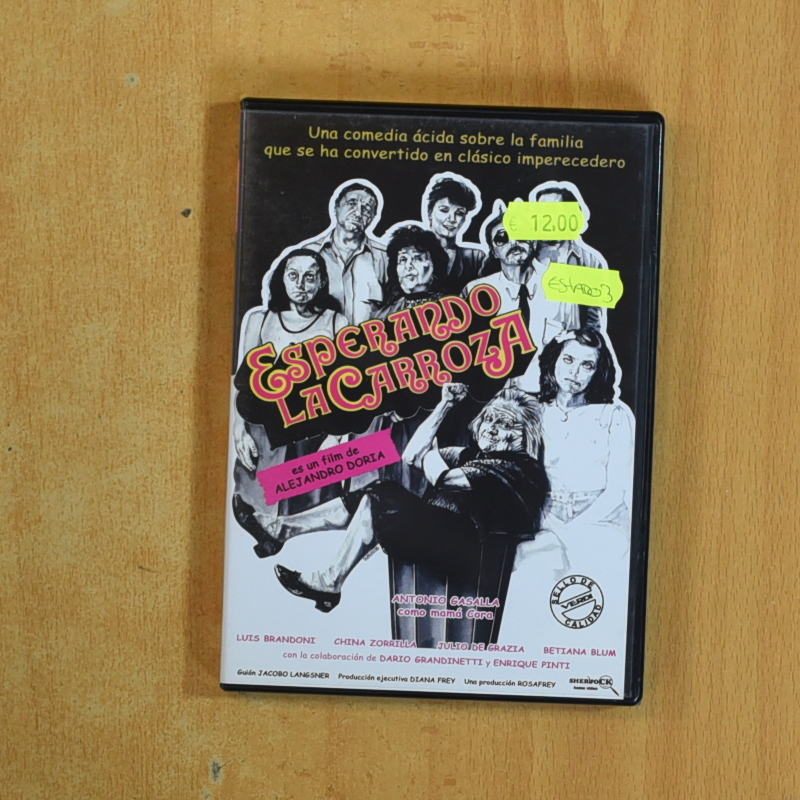 Una comedia ácida sobre la familia
que se ha convertido en clásico imperecedero
€ 12,00
ESTADO 3
ESPERANDO
LA CARROZA
es un film de
ALEJANDRO DORIA
ANTONIO GASALLA
como mamá Cora
SELLO DE
VERDI
CALIDAD
LUIS BRANDONI CHINA ZORRILLA JULIO DE GRAZIA BETIANA BLUM
con la colaboración de DARIO GRANDINETTI y ENRIQUE PINTI
Guión JACOBO LANGSNER Producción ejecutiva DIANA FREY Una producción ROSAFREY
SHERLOCK
home video